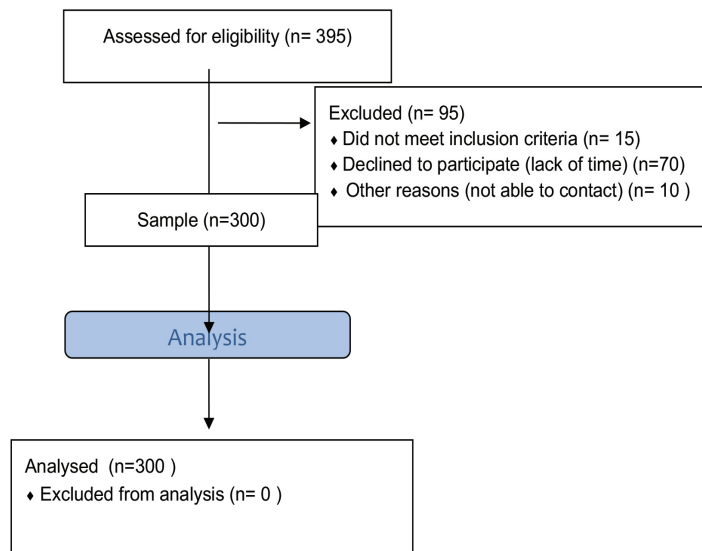 Assessed for eligibility (n= 395)
Excluded (n= 95)
♦ Did not meet inclusion criteria (n= 15)
♦ Declined to participate (lack of time) (n=70)
♦ Other reasons (not able to contact) (n= 10 )
Sample (n=300)
Analysis
Analysed (n=300 )
♦ Excluded from analysis (n= 0 )